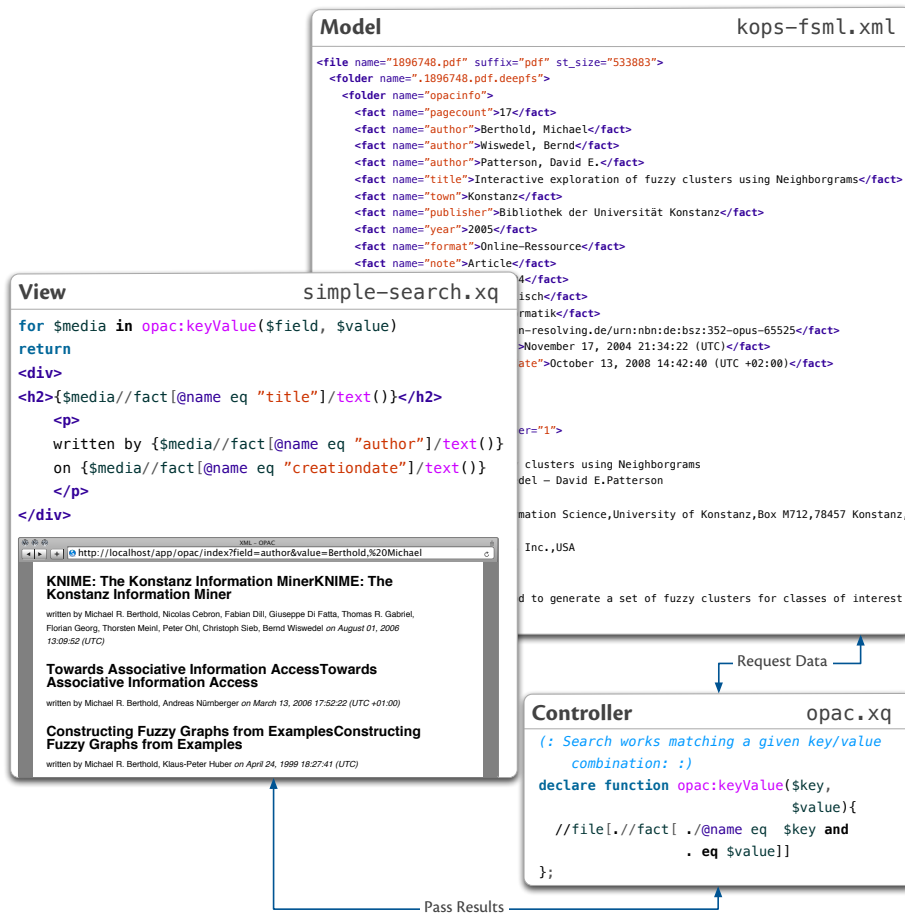 Model kops-fsml.xml
<file name="1896748.pdf" suffix="pdf" st_size="533883">
<folder name=".1896748.pdf.deepfs">
<folder name="opacinfo">
<fact name="pagecount">17</fact>
<fact name="author">Berthold, Michael</fact>
<fact name="author">Wiswedel, Bernd</fact>
<fact name="author">Patterson, David E.</fact>
<fact name="title">Interactive exploration of fuzzy clusters using Neighborgrams</fact>
<fact name="town">Konstanz</fact>
<fact name="publisher">Bibliothek der Universität Konstanz</fact>
<fact name="year">2005</fact>
<fact name="format">Online-Ressource</fact>
<fact name="note">Article</fact>
4</fact>
isch</fact>
rmatik</fact>
n-resolving.de/urn:nbn:de:bsz:352-opus-65525</fact>
>November 17, 2004 21:34:22 (UTC)</fact>
ate">October 13, 2008 14:42:40 (UTC +02:00)</fact>
er="1">
clusters using Neighborgrams
del – David E.Patterson
mation Science,University of Konstanz,Box M712,78457 Konstanz,
Inc.,USA
d to generate a set of fuzzy clusters for classes of interest
View simple-search.xq
for $media in opac:keyValue($field, $value)
return
<div>
<h2>{$media//fact[@name eq "title"]/text()}</h2>
<p>
written by {$media//fact[@name eq "author"]/text()}
on {$media//fact[@name eq "creationdate"]/text()}
</p>
</div>
XML – OPAC
http://localhost/app/opac/index?field=author&value=Berthold,%20Michael
KNIME: The Konstanz Information MinerKNIME: The
Konstanz Information Miner
written by Michael R. Berthold, Nicolas Cebron, Fabian Dill, Giuseppe Di Fatta, Thomas R. Gabriel,
Florian Georg, Thorsten Meinl, Peter Ohl, Christoph Sieb, Bernd Wiswedel on August 01, 2006
13:09:52 (UTC)
Towards Associative Information AccessTowards
Associative Information Access
written by Michael R. Berthold, Andreas Nürnberger on March 13, 2006 17:52:22 (UTC +01:00)
Constructing Fuzzy Graphs from ExamplesConstructing
Fuzzy Graphs from Examples
written by Michael R. Berthold, Klaus-Peter Huber on April 24, 1999 18:27:41 (UTC)
Request Data
Controller opac.xq
(: Search works matching a given key/value
combination: :)
declare function opac:keyValue($key,
$value){
//file[.//fact[ ./@name eq $key and
. eq $value]]
};
Pass Results